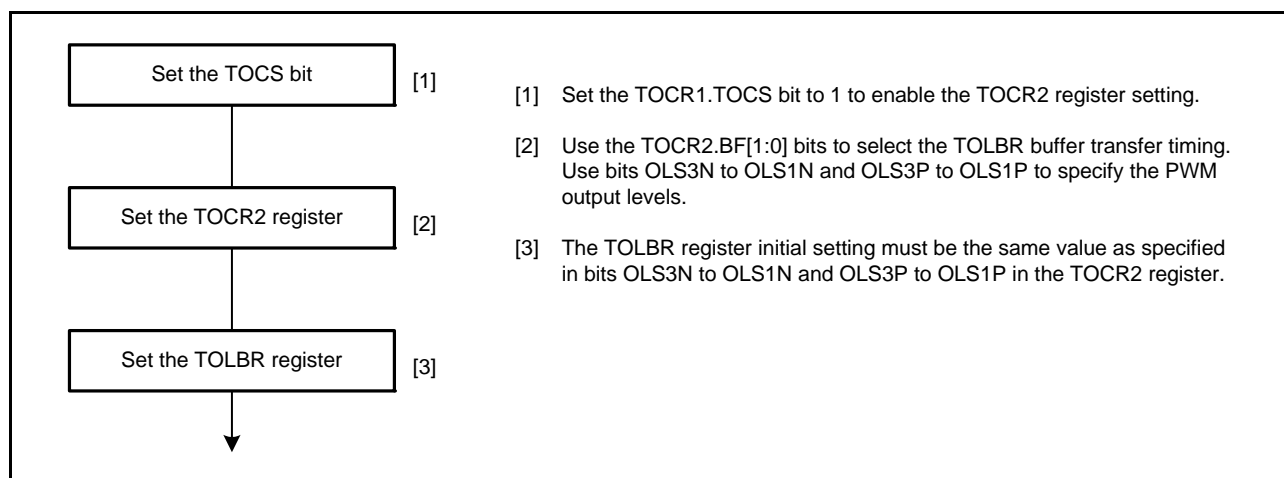 Set the TOCS bit
[1]
Set the TOCR2 register
[2]
Set the TOLBR register
[3]
[1] Set the TOCR1.TOCS bit to 1 to enable the TOCR2 register setting.
[2] Use the TOCR2.BF[1:0] bits to select the TOLBR buffer transfer timing.
Use bits OLS3N to OLS1N and OLS3P to OLS1P to specify the PWM
output levels.
[3] The TOLBR register initial setting must be the same value as specified
in bits OLS3N to OLS1N and OLS3P to OLS1P in the TOCR2 register.